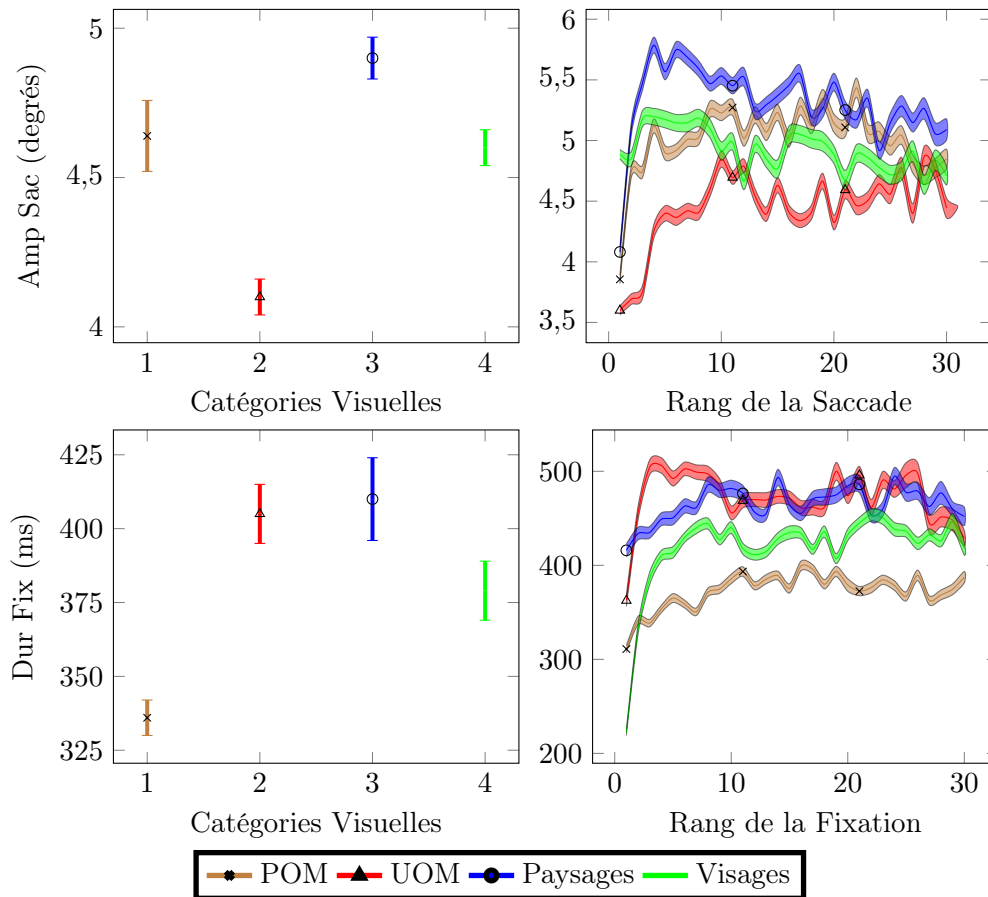 Amp Sac (degrés)
5
4,5
4
1 2 3 4
Catégories Visuelles
6
5,5
5
4,5
4
3,5
0 10 20 30
Rang de la Saccade
Dur Fix (ms)
425
400
375
350
325
1 2 3 4
Catégories Visuelles
500
400
300
200
0 10 20 30
Rang de la Fixation
POM UOM Paysages Visages